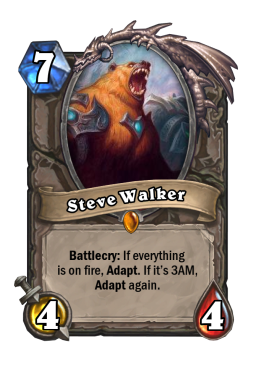 7
Steve Walker
Battlecry: If everything
is on fire, Adapt. If it's 3AM,
Adapt again.
4
4